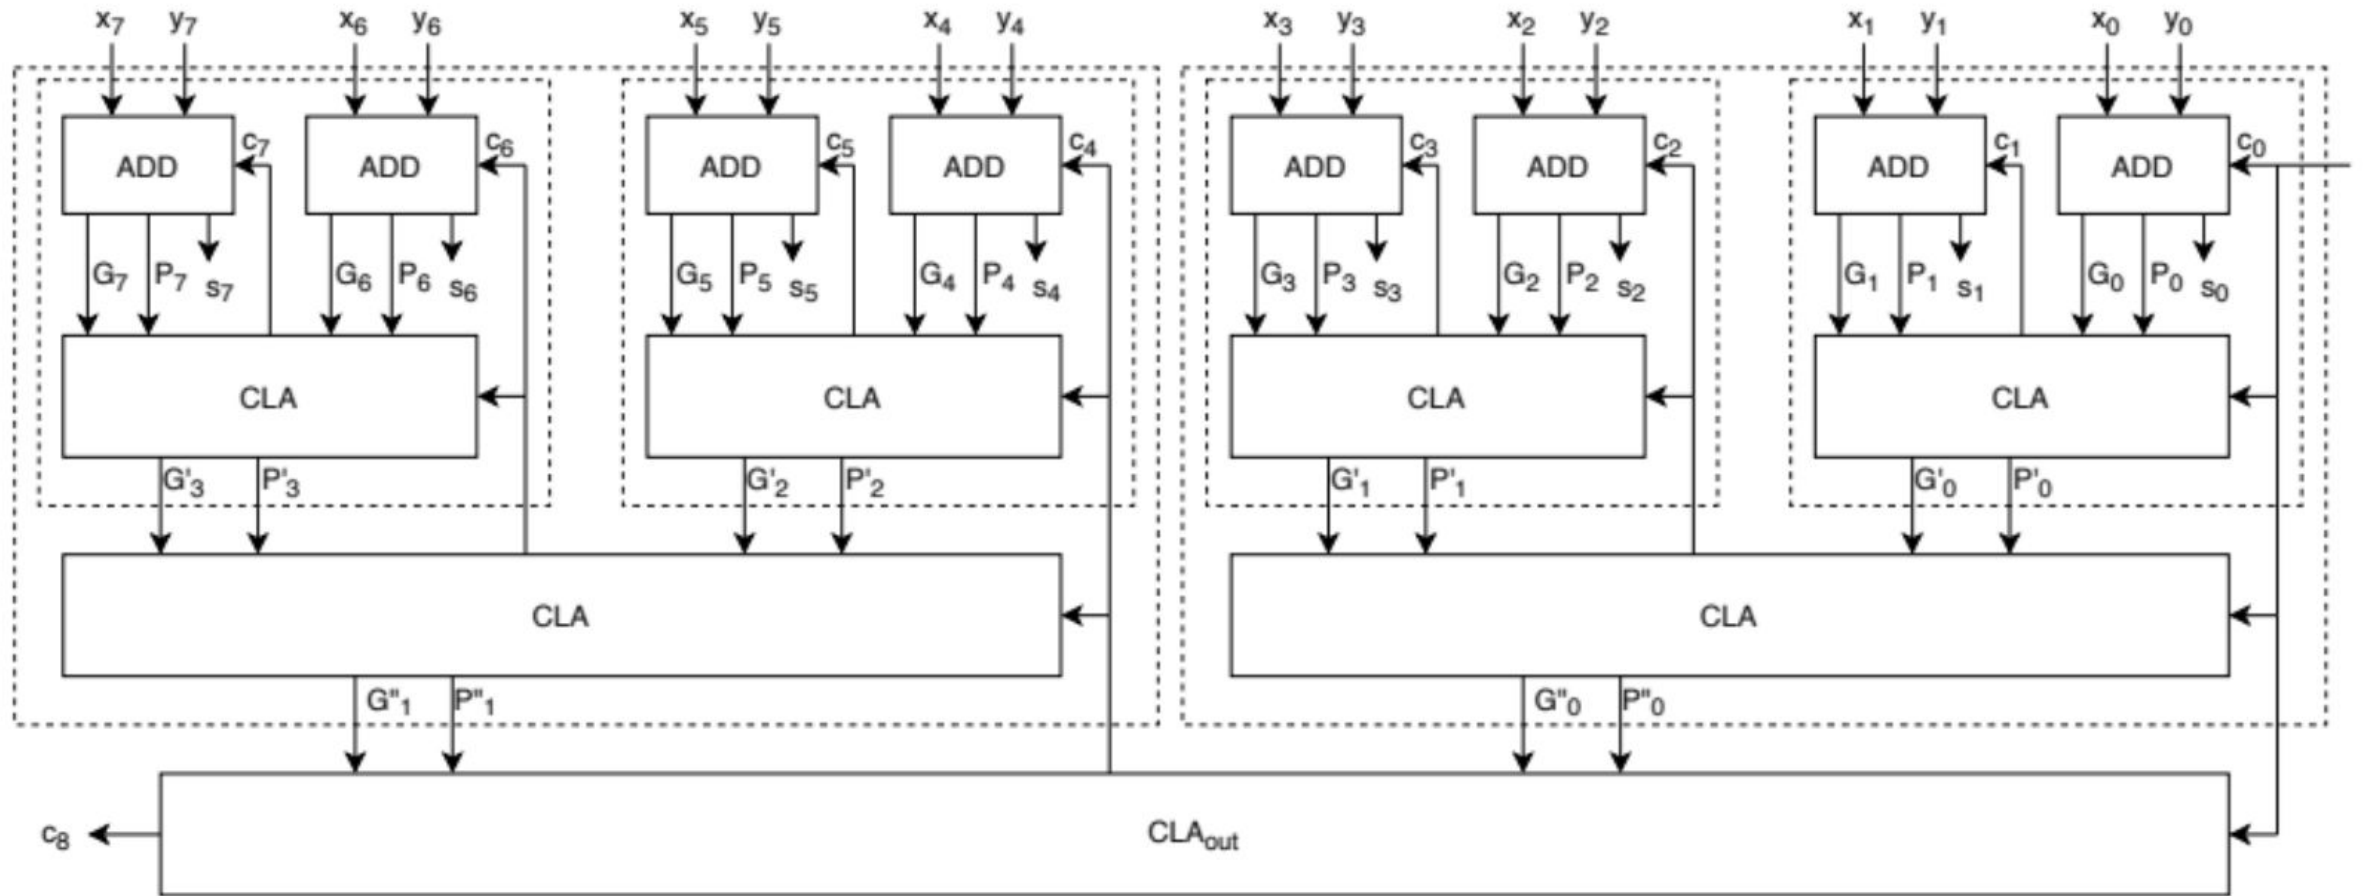 x₇ y₇ x₆ y₆ x₅ y₅ x₄ y₄ x₃ y₃ x₂ y₂ x₁ y₁ x₀ y₀
c₇ c₆ c₅ c₄ c₃ c₂ c₁ c₀
ADD ADD ADD ADD ADD ADD ADD ADD
G₇ P₇ s₇ G₆ P₆ s₆ G₅ P₅ s₅ G₄ P₄ s₄ G₃ P₃ s₃ G₂ P₂ s₂ G₁ P₁ s₁ G₀ P₀ s₀
CLA CLA CLA CLA
G'₃ P'₃ G'₂ P'₂ G'₁ P'₁ G'₀ P'₀
CLA CLA
G"₁ P"₁ G"₀ P"₀
c₈ CLAout